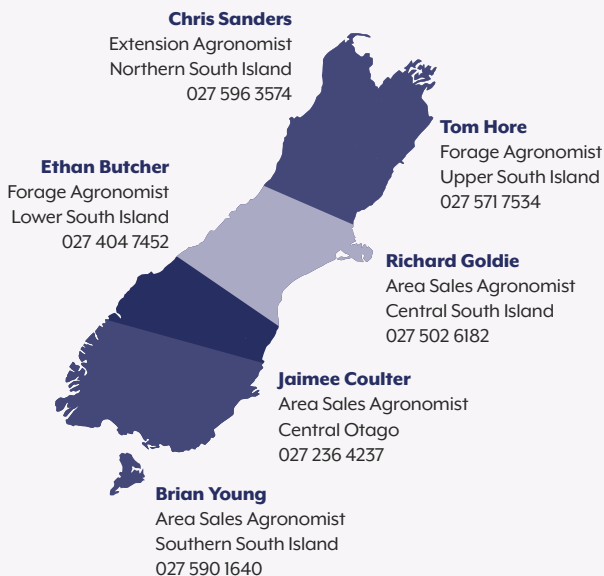 Chris Sanders
Extension Agronomist
Northern South Island
027 596 3574
Tom Hore
Forage Agronomist
Upper South Island
027 571 7534
Ethan Butcher
Forage Agronomist
Lower South Island
027 404 7452
Richard Goldie
Area Sales Agronomist
Central South Island
027 502 6182
Jaimee Coulter
Area Sales Agronomist
Central Otago
027 236 4237
Brian Young
Area Sales Agronomist
Southern South Island
027 590 1640